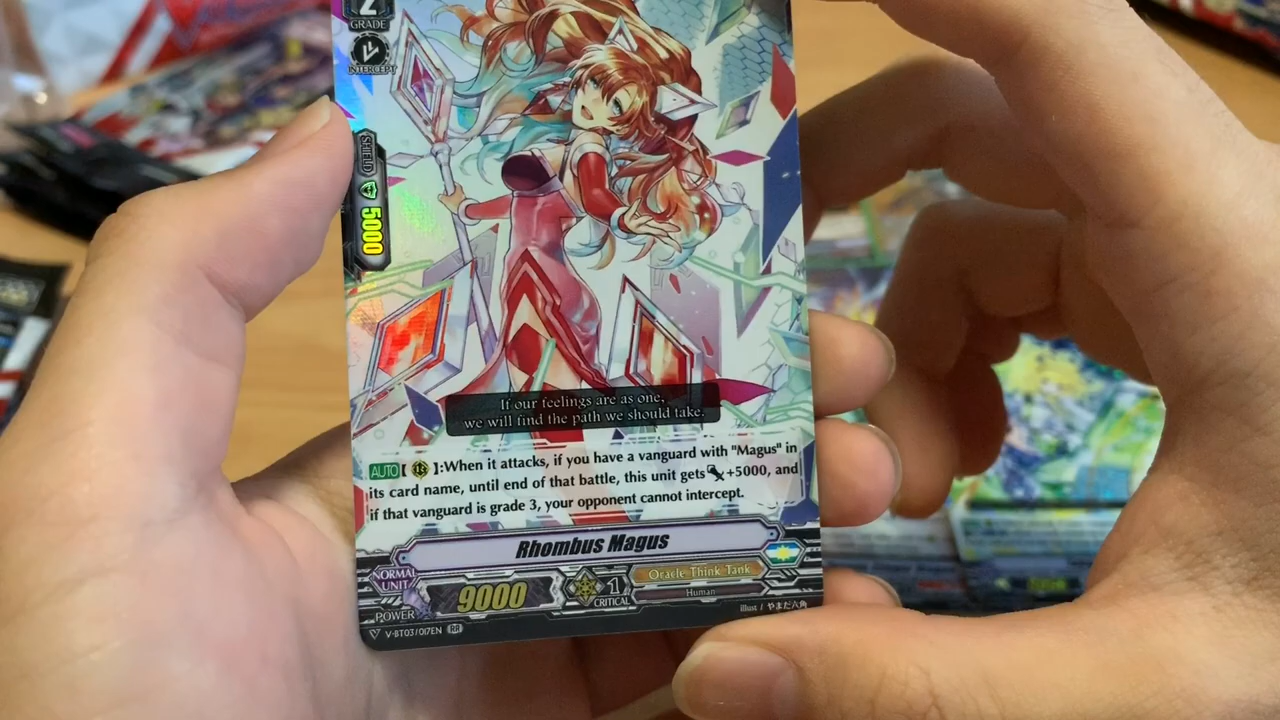 2
GRADE
INTERCEPT
SHIELD
5000
If our feelings are as one,
we will find the path we should take.
AUTO【 】:When it attacks, if you have a vanguard with "Magus" in
its card name, until end of that battle, this unit gets +5000, and
if that vanguard is grade 3, your opponent cannot intercept.
Rhombus Magus
NORMAL
UNIT
POWER
9000
1
CRITICAL
Oracle Think Tank
Human
V-BT03/017EN RR
illust / やまだ六角